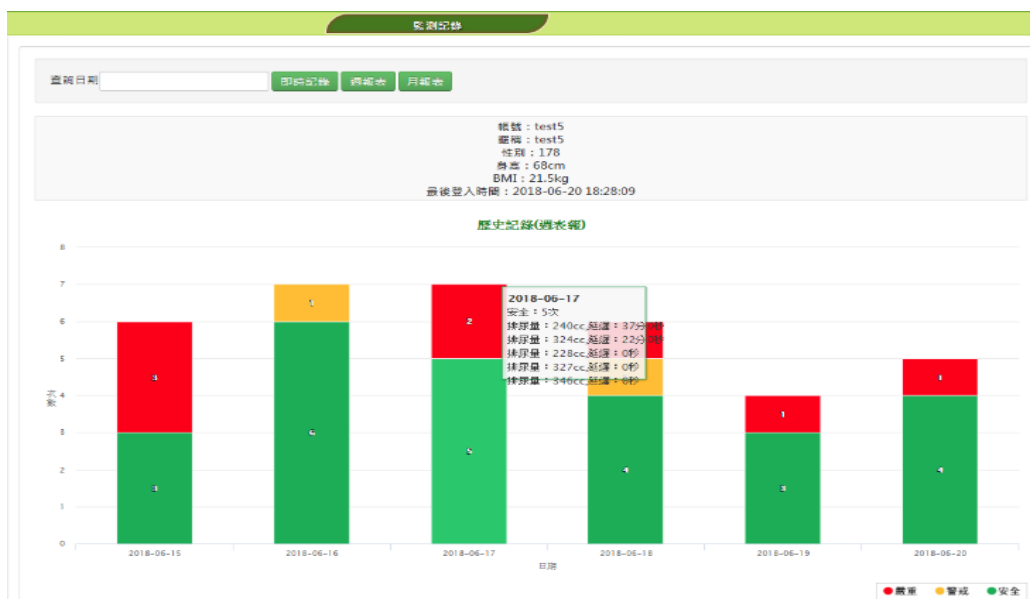 監測記錄
查詢日期 即時記錄 週報表 月報表
帳號：test5
暱稱：test5
性別：178
身高：68cm
BMI：21.5kg
最後登入時間：2018-06-20 18:28:09
歷史記錄(週表報)
8
7
6
5
4
3
2
1
0
次數
3
3
1
6
2
5
4
1
3
1
4
2018-06-17
安全：5次
排尿量：240cc,延遲：37分0秒
排尿量：324cc,延遲：22分0秒
排尿量：228cc,延遲：0秒
排尿量：327cc,延遲：0秒
排尿量：346cc,延遲：0秒
2018-06-15
2018-06-16
2018-06-17
2018-06-18
2018-06-19
2018-06-20
日期
嚴重 警戒 安全